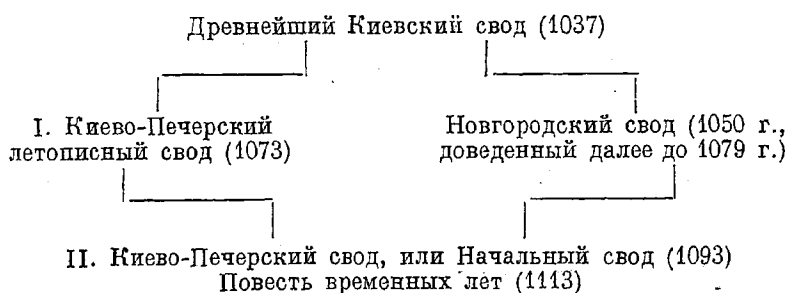 Древнейший Киевский свод (1037)
I. Киево-Печерский
летописный свод (1073)
Новгородский свод (1050 г.,
доведенный далее до 1079 г.)
II. Киево-Печерский свод, или Начальный свод (1093)
Повесть временных лет (1113)